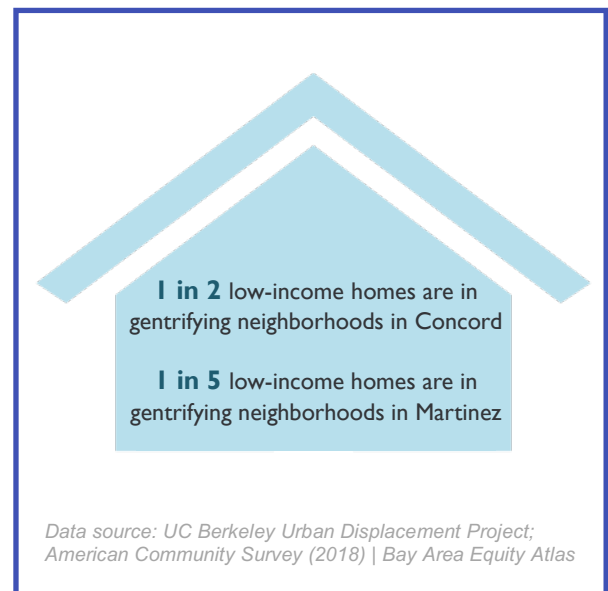 1 in 2 low-income homes are in
gentrifying neighborhoods in Concord
1 in 5 low-income homes are in
gentrifying neighborhoods in Martinez
Data source: UC Berkeley Urban Displacement Project;
American Community Survey (2018) | Bay Area Equity Atlas